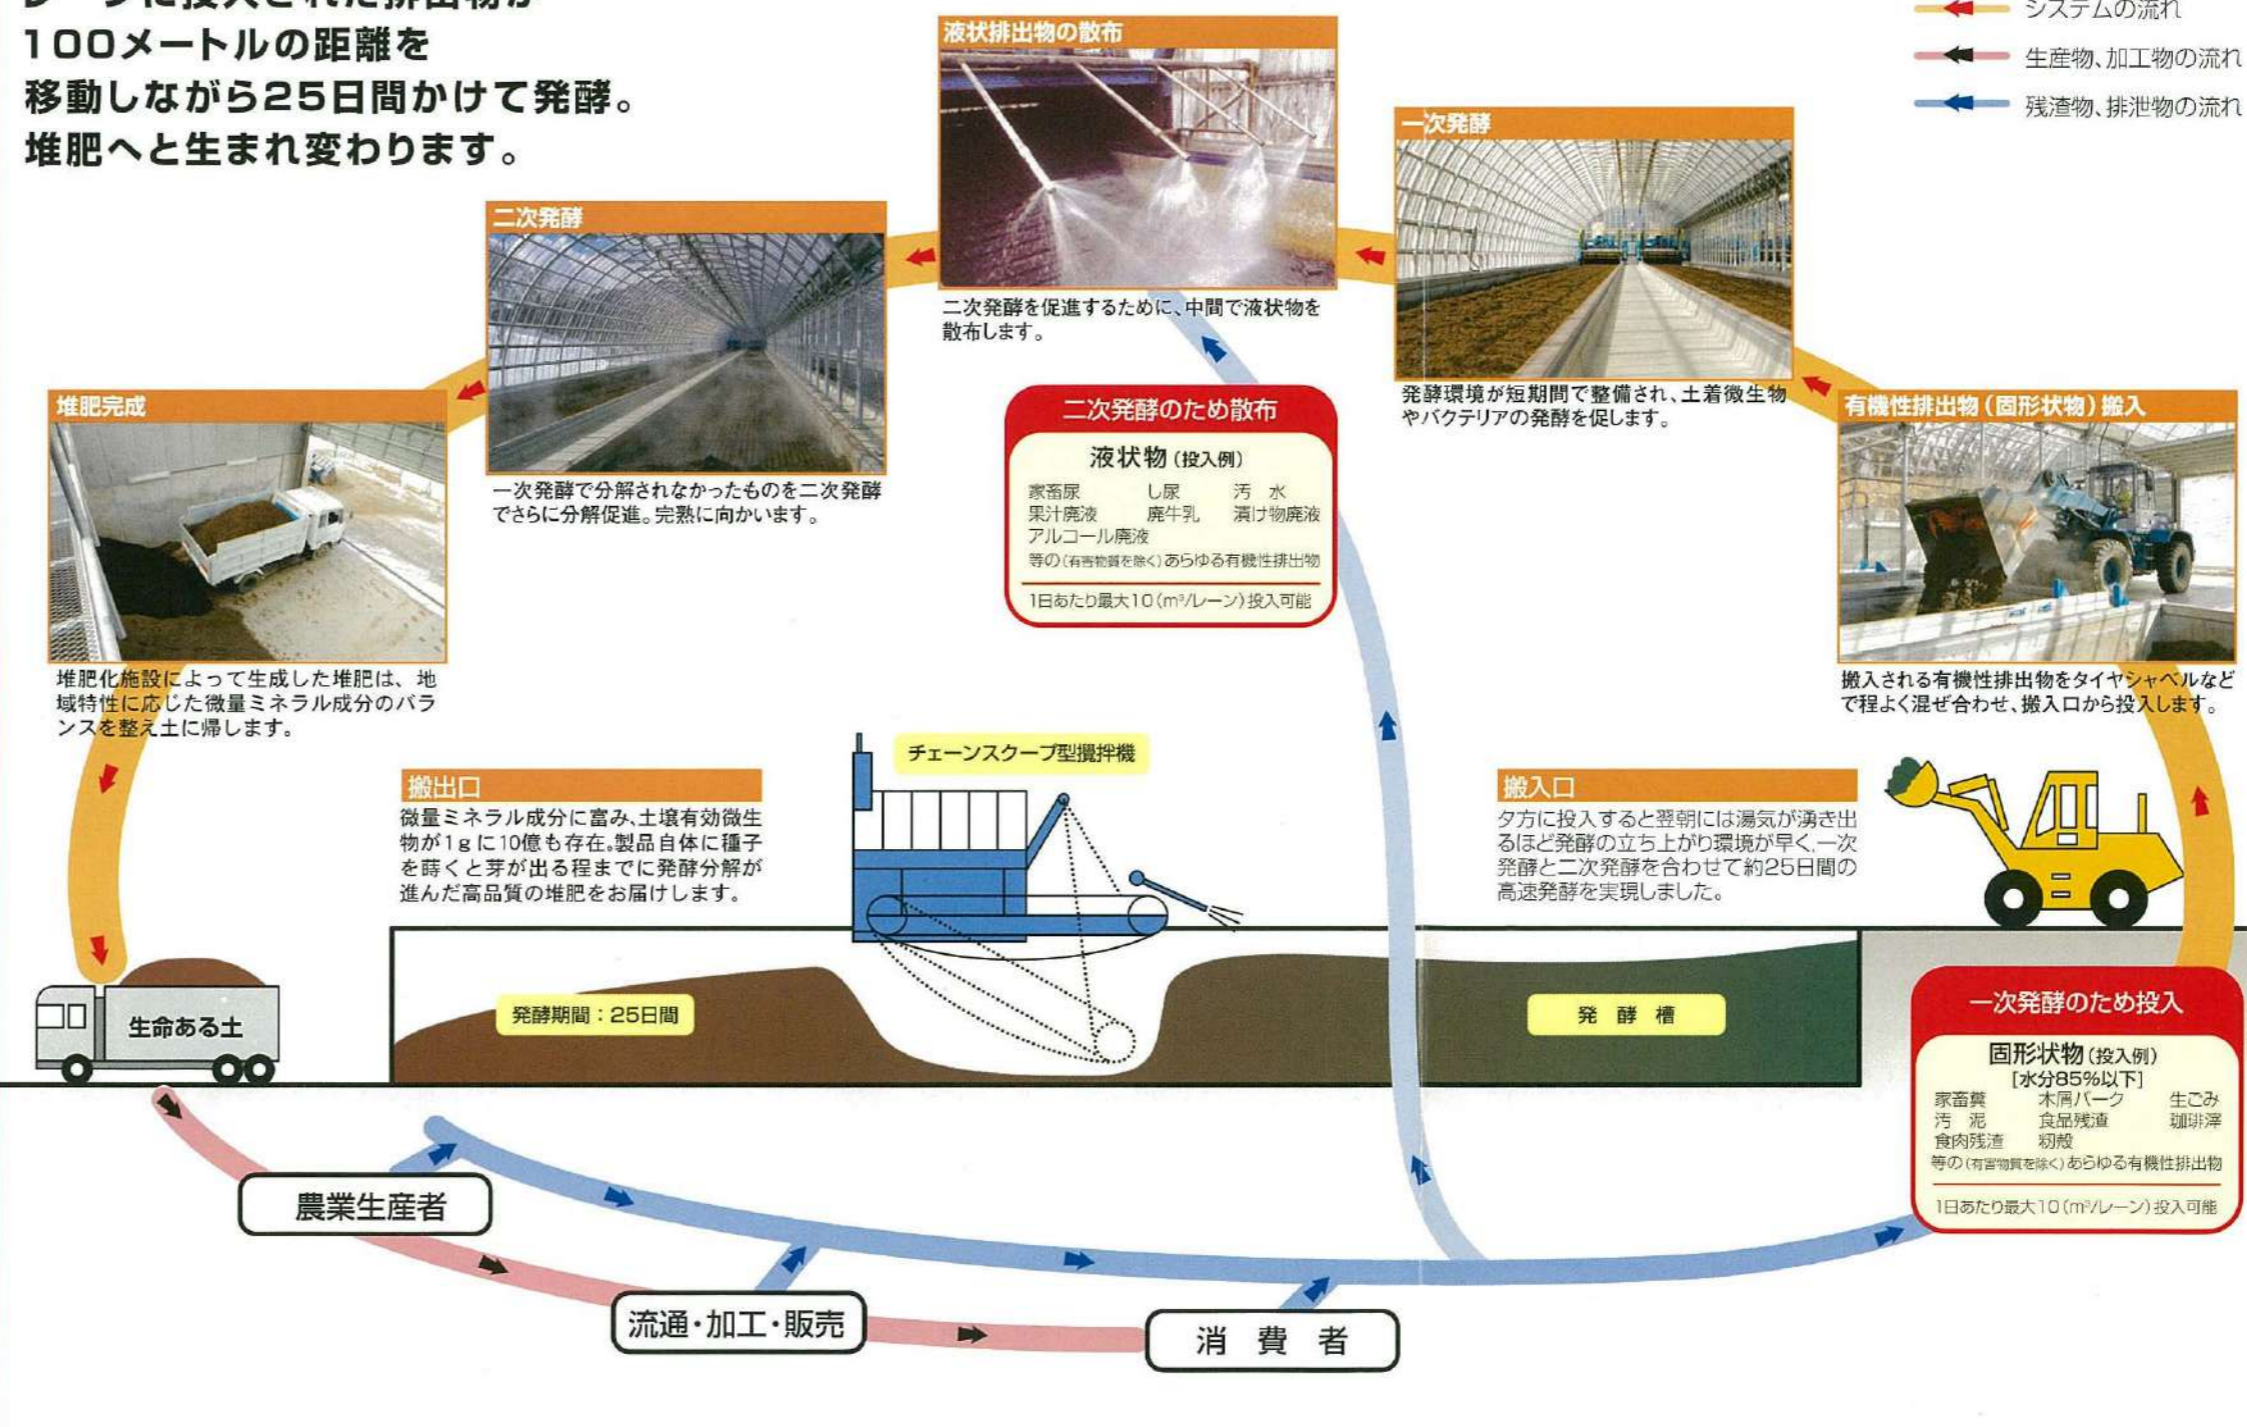 レーンに投入された排出物が
100メートルの距離を
移動しながら25日間かけて発酵。
堆肥へと生まれ変わります。
システムの流れ
生産物、加工物の流れ
残渣物、排泄物の流れ
液状排出物の散布
二次発酵を促進するために、中間で液状物を
散布します。
一次発酵
発酵環境が短期間で整備され、土着微生物
やバクテリアの発酵を促します。
二次発酵
一次発酵で分解されなかったものを二次発酵
でさらに分解促進。完熟に向かいます。
堆肥完成
堆肥化施設によって生成した堆肥は、地
域特性に応じた微量ミネラル成分のバラ
ンスを整え土に帰します。
有機性排出物(固形状物)搬入
搬入される有機性排出物をタイヤシャベルなど
で程よく混ぜ合わせ、搬入口から投入します。
二次発酵のため散布
液状物(投入例)
家畜尿 し尿 汚 水
果汁廃液 廃牛乳 漬け物廃液
アルコール廃液
等の(有害物質を除く)あらゆる有機性排出物
1日あたり最大10(m³/レーン)投入可能
搬出口
微量ミネラル成分に富み、土壌有効微生
物が1gに10億も存在。製品自体に種子
を蒔くと芽が出る程までに発酵分解が
進んだ高品質の堆肥をお届けします。
チェーンスクープ型攪拌機
搬入口
夕方に投入すると翌朝には湯気が湧き出
るほど発酵の立ち上がり環境が早く、一次
発酵と二次発酵を合わせて約25日間の
高速発酵を実現しました。
生命ある土
発酵期間：25日間
発 酵 槽
一次発酵のため投入
固形状物(投入例)
[水分85%以下]
家畜糞 木屑バーク 生ごみ
汚 泥 食品残渣 珈琲滓
食肉残渣 籾殻
等の(有害物質を除く)あらゆる有機性排出物
1日あたり最大10(m³/レーン)投入可能
農業生産者
流通・加工・販売
消 費 者